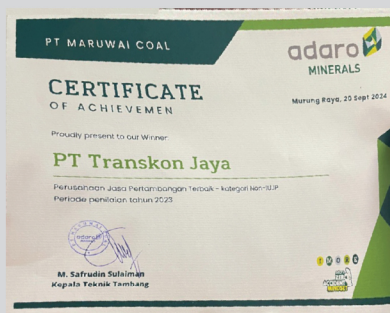 PT MARUWAI COAL
adaro
MINERALS
CERTIFICATE
OF ACHIEVEMEN
Murung Raya, 20 Sept 2024
Proudly present to our Winner
PT Transkon Jaya
Perusahaan Jasa Pertambangan Terbaik - Kategori Non-IUJP
Periode penilaian tahun 2023
adaro
M. Safrudin Sulaiman
Kepala Teknik Tambang